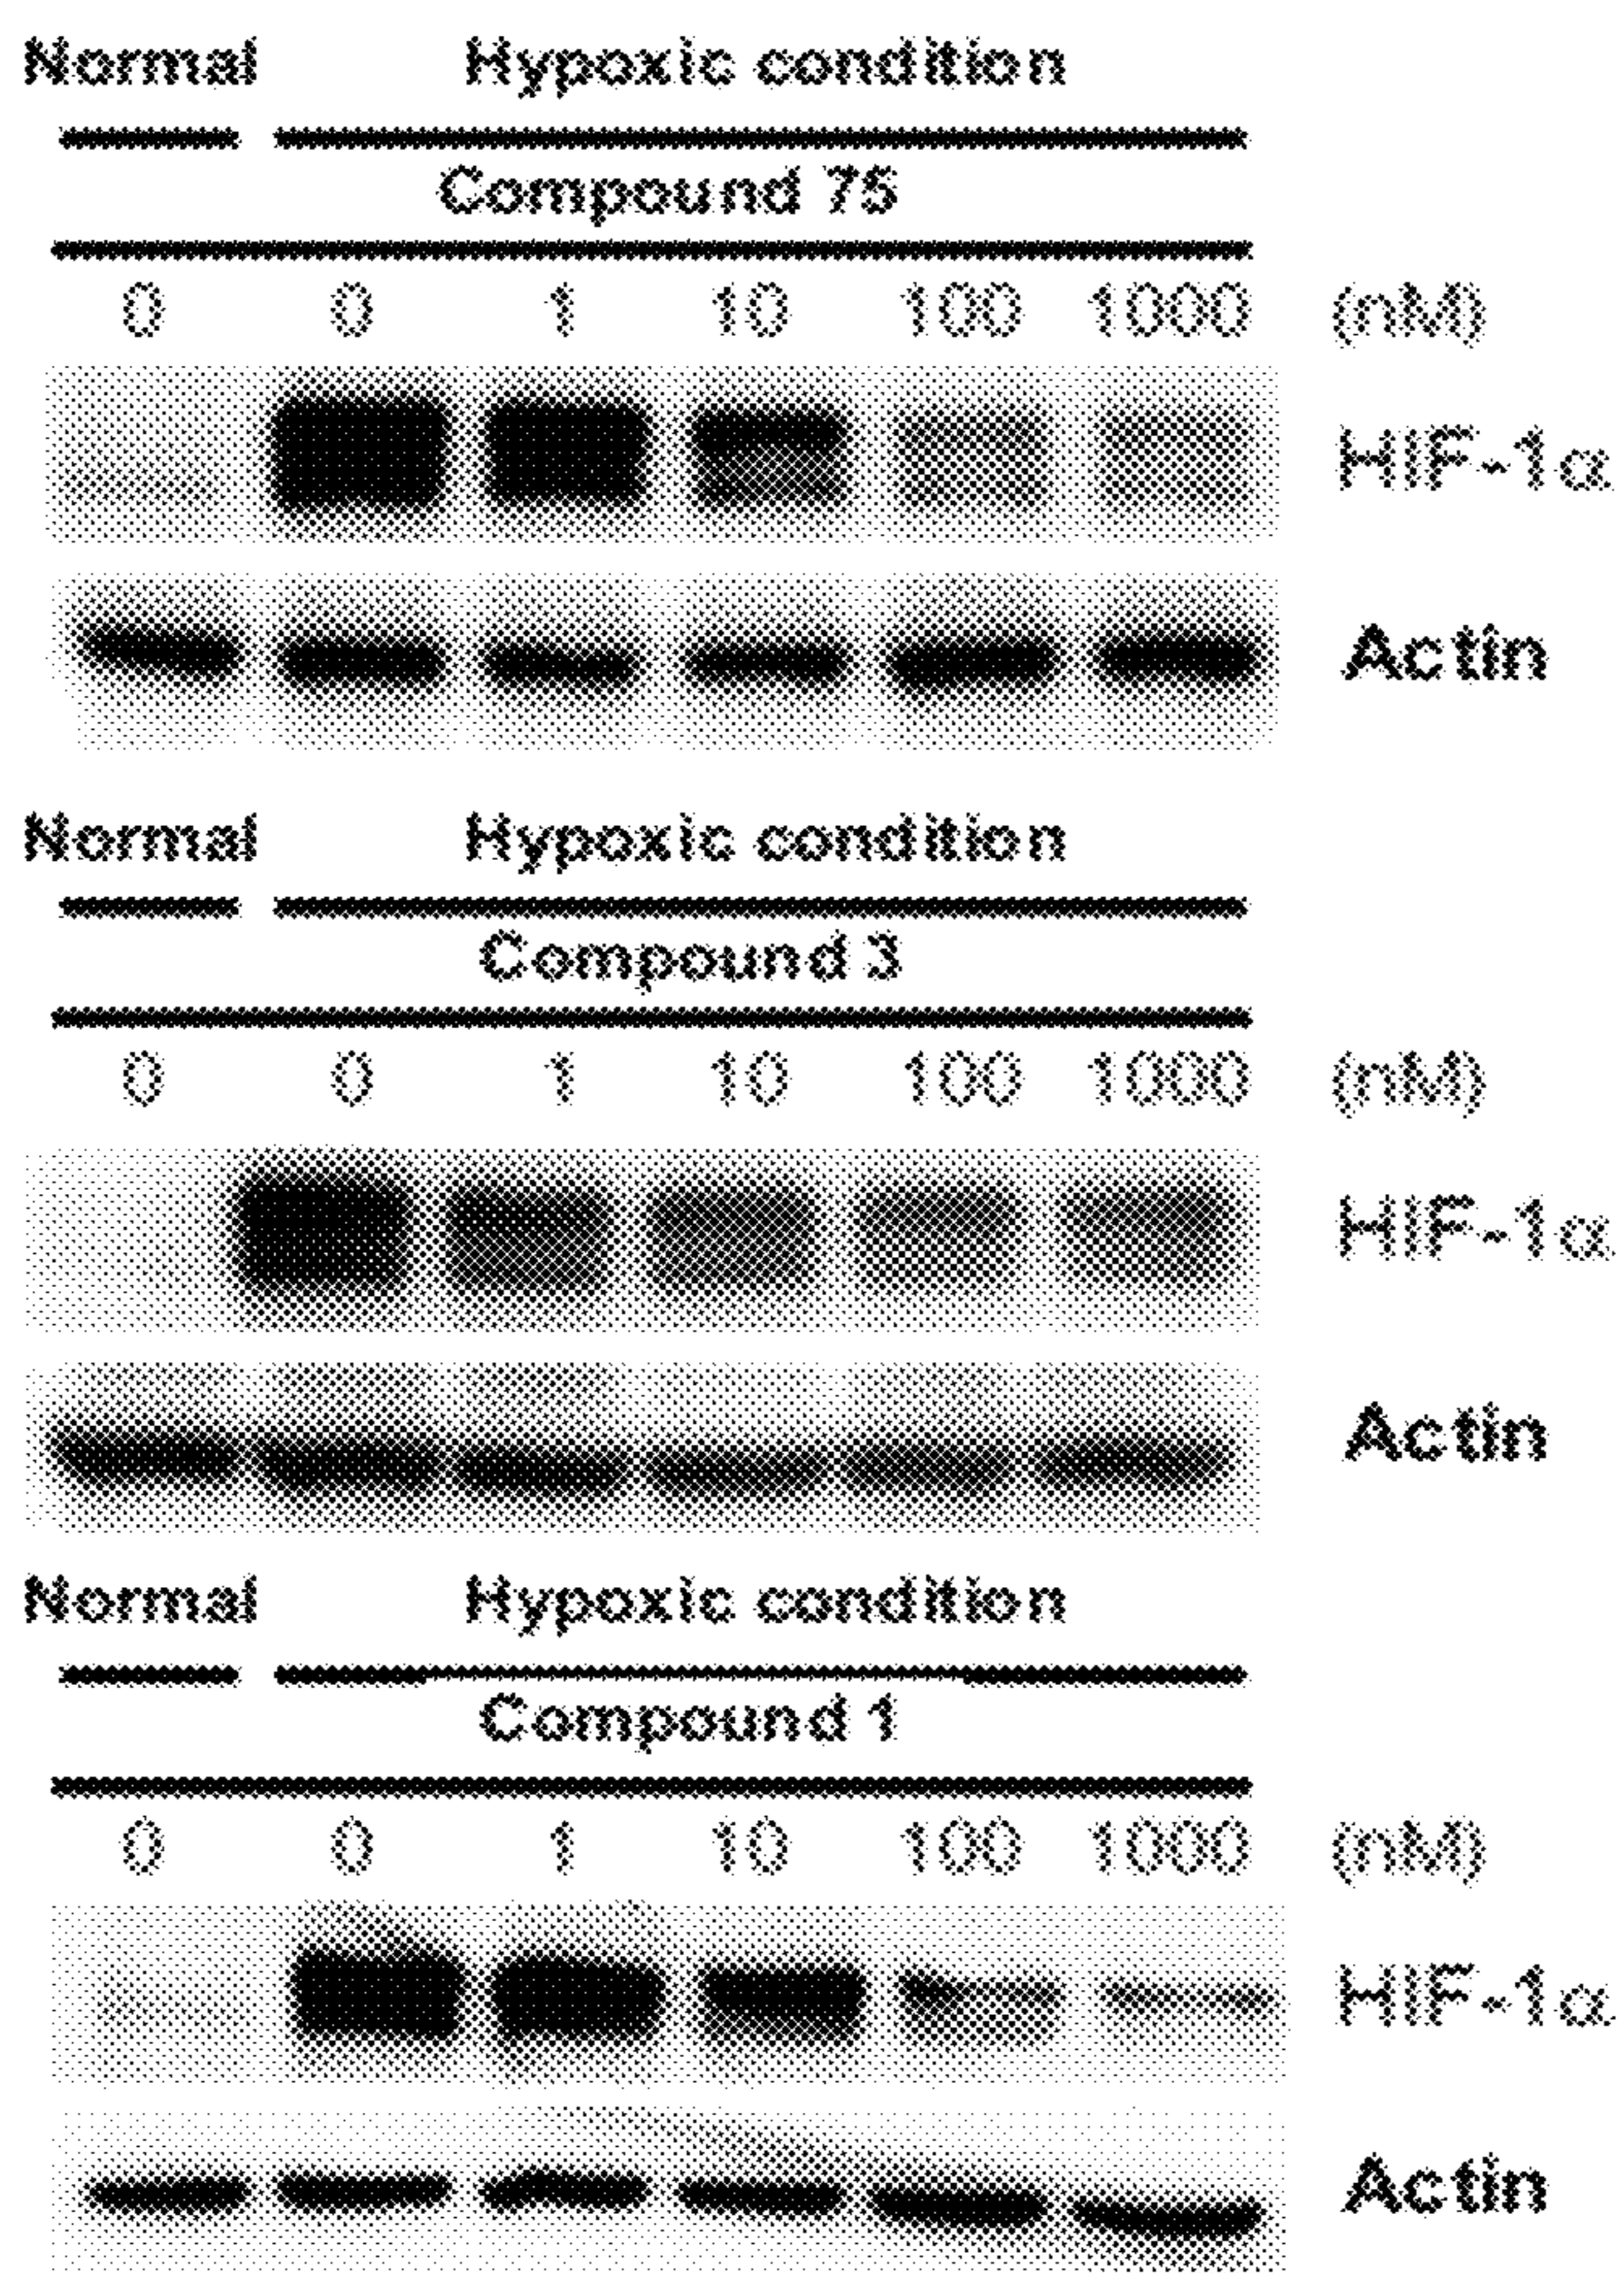 Normal Hypoxic condition
Compound 75
0 0 1 10 100 1000 (nM)
HIF-1α
Actin
Normal Hypoxic condition
Compound 3
0 0 1 10 100 1000 (nM)
HIF-1α
Actin
Normal Hypoxic condition
Compound 1
0 0 1 10 100 1000 (nM)
HIF-1α
Actin